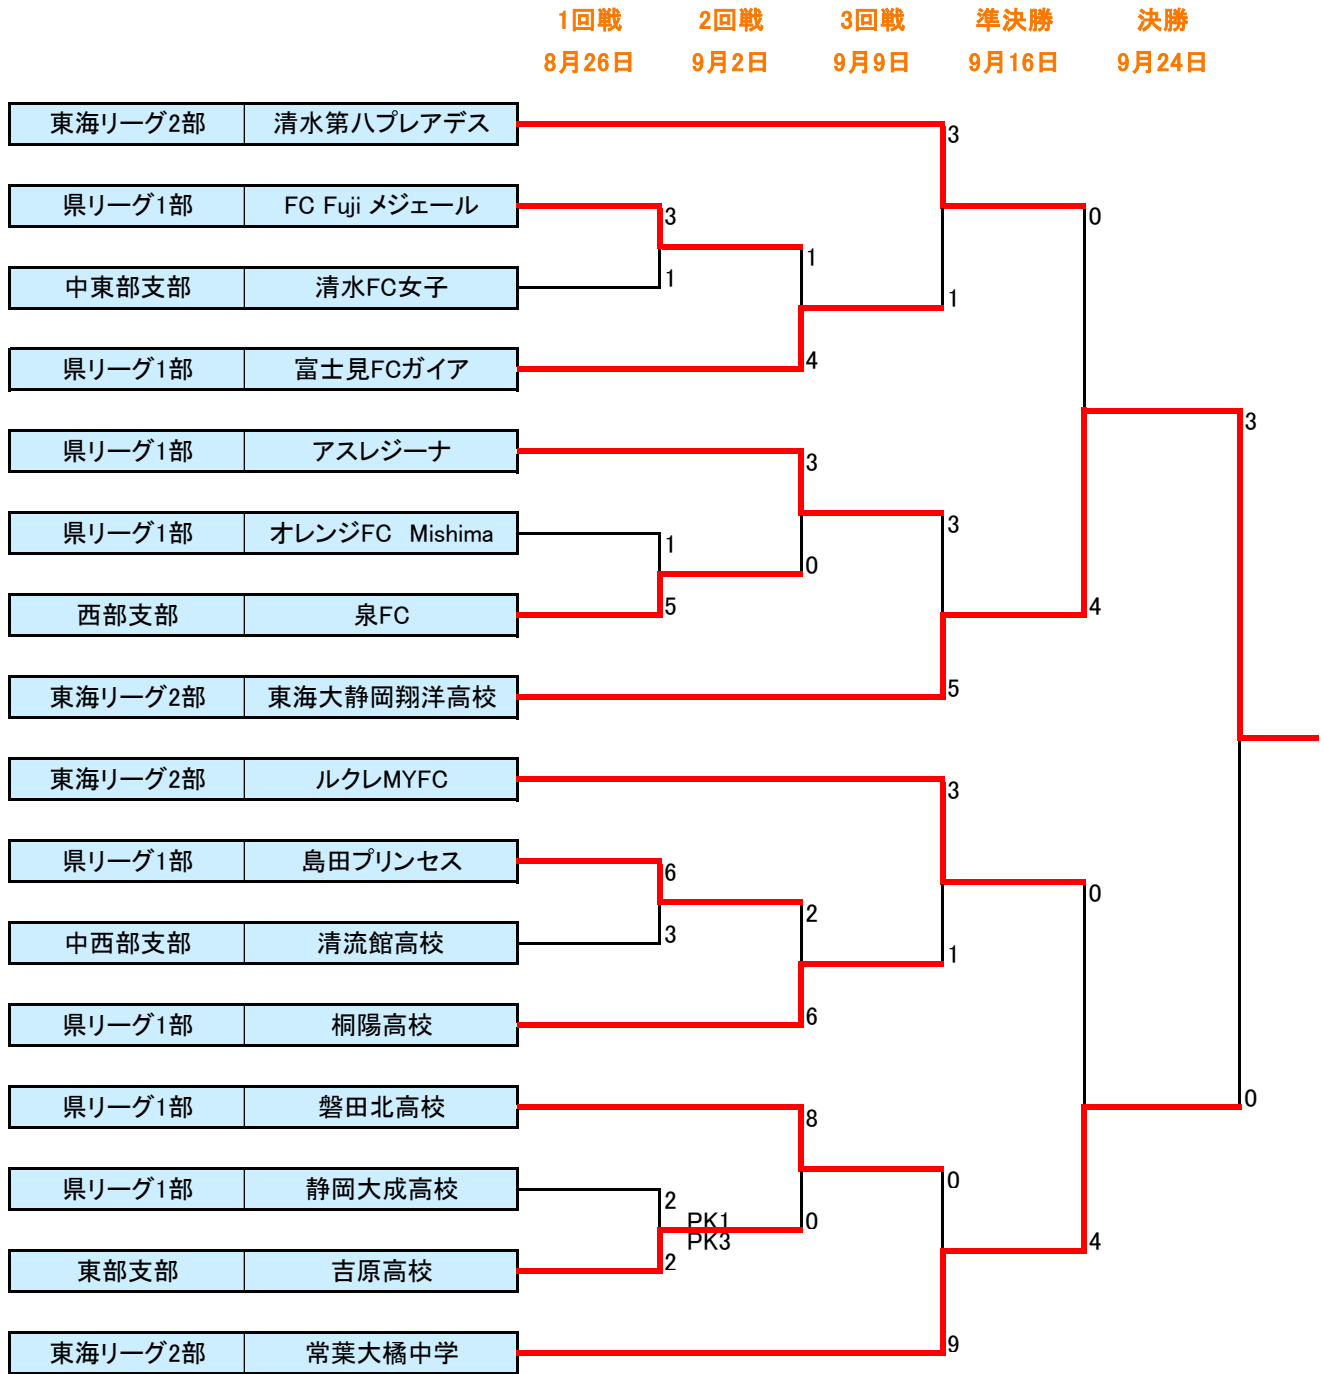 1回戦 2回戦 3回戦 準決勝 決勝
8月26日 9月2日 9月9日 9月16日 9月24日
東海リーグ2部 清水第八プレアデス
3
県リーグ1部 FC Fuji メジェール
3
0
1
中東部支部 清水FC女子
1
1
県リーグ1部 富士見FCガイア
4
3
県リーグ1部 アスレジーナ
3
3
県リーグ1部 オレンジFC Mishima
1
0
西部支部 泉FC
5
4
東海リーグ2部 東海大静岡翔洋高校
5
東海リーグ2部 ルクレMYFC
3
県リーグ1部 島田プリンセス
6
0
2
中西部支部 清流館高校
3
1
県リーグ1部 桐陽高校
6
県リーグ1部 磐田北高校
0
8
0
県リーグ1部 静岡大成高校
2
PK1
0
PK3
4
東部支部 吉原高校
2
東海リーグ2部 常葉大橘中学
9